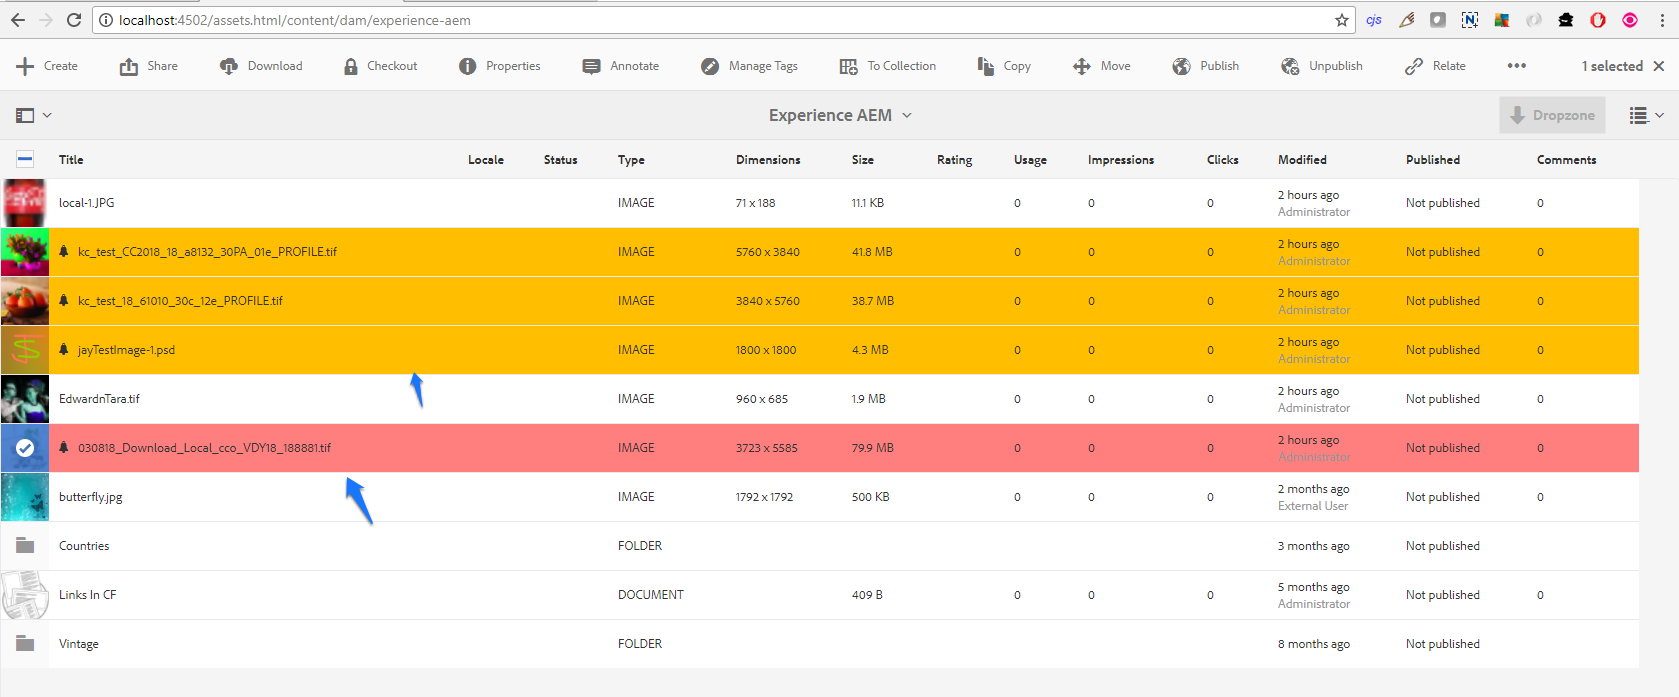 localhost:4502/assets.html/content/dam/experience-aem cjs N
Create Share Download Checkout Properties Annotate Manage Tags To Collection Copy Move Publish Unpublish Relate 1 selected
Experience AEM Dropzone
Title Locale Status Type Dimensions Size Rating Usage Impressions Clicks Modified Published Comments
local-1.JPG IMAGE 71 x 188 11.1 KB 0 0 0 2 hours ago Not published 0
Administrator
kc_test_CC2018_18_a8132_30PA_01e_PROFILE.tif IMAGE 5760 x 3840 41.8 MB 0 0 0 2 hours ago Not published 0
Administrator
kc_test_18_61010_30c_12e_PROFILE.tif IMAGE 3840 x 5760 38.7 MB 0 0 0 2 hours ago Not published 0
Administrator
jayTestImage-1.psd IMAGE 1800 x 1800 4.3 MB 0 0 0 2 hours ago Not published 0
Administrator
EdwardnTara.tif IMAGE 960 x 685 1.9 MB 0 0 0 2 hours ago Not published 0
Administrator
030818_Download_Local_cco_VDY18_188881.tif IMAGE 3723 x 5585 79.9 MB 0 0 0 2 hours ago Not published 0
Administrator
butterfly.jpg IMAGE 1792 x 1792 500 KB 0 0 0 2 months ago Not published 0
External User
Countries FOLDER 3 months ago Not published
Links In CF DOCUMENT 409 B 0 0 0 5 months ago Not published 0
Administrator
Vintage FOLDER 8 months ago Not published